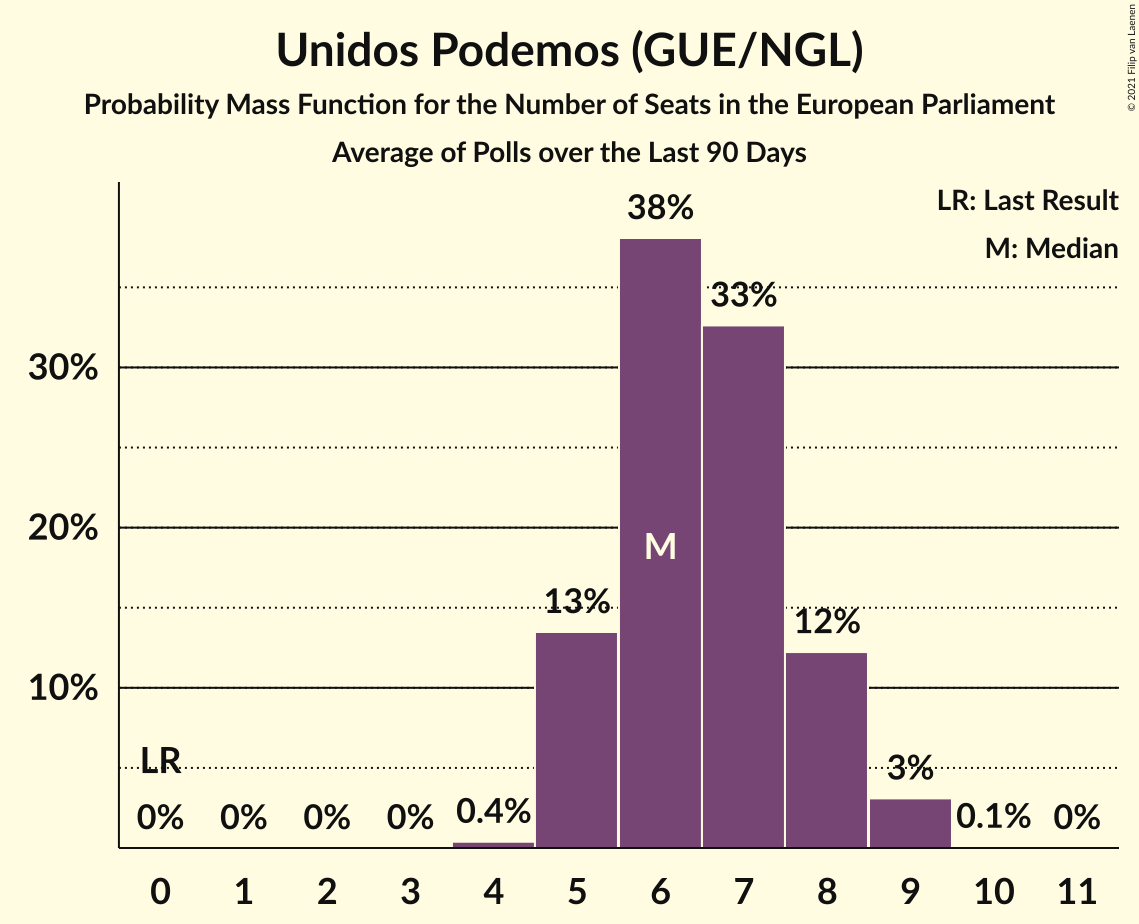 Unidos Podemos (GUE/NGL)
Probability Mass Function for the Number of Seats in the European Parliament
Average of Polls over the Last 90 Days
© 2021 Filip van Laenen
LR: Last Result
M: Median
38%
33%
30%
20%
M
13%
12%
10%
LR
3%
0% 0% 0% 0% 0.4% 0.1% 0%
0 1 2 3 4 5 6 7 8 9 10 11